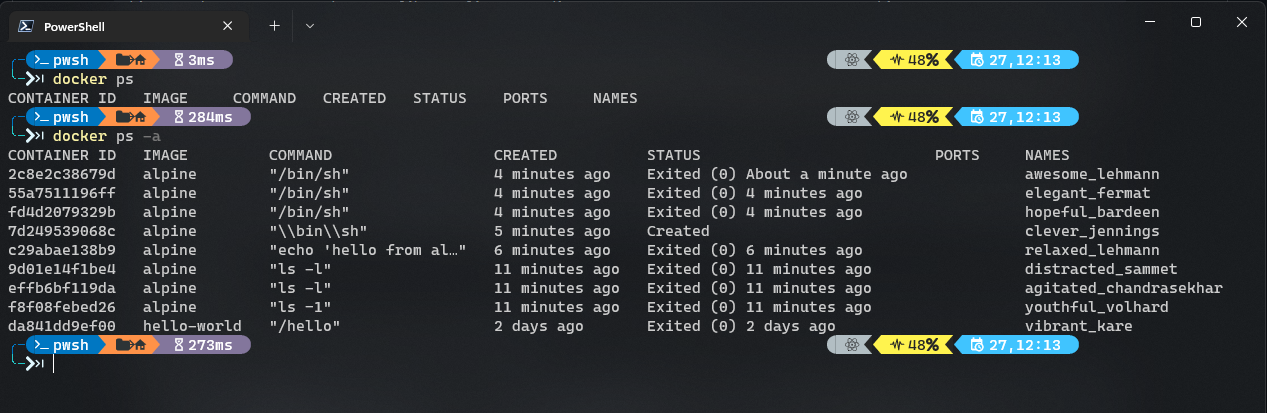 PowerShell
pwsh 3ms 48% 27,12:13
docker ps
CONTAINER ID IMAGE COMMAND CREATED STATUS PORTS NAMES
pwsh 284ms 48% 27,12:13
docker ps -a
CONTAINER ID IMAGE COMMAND CREATED STATUS PORTS NAMES
2c8e2c38679d alpine "/bin/sh" 4 minutes ago Exited (0) About a minute ago awesome_lehmann
55a7511196ff alpine "/bin/sh" 4 minutes ago Exited (0) 4 minutes ago elegant_fermat
fd4d2079329b alpine "/bin/sh" 4 minutes ago Exited (0) 4 minutes ago hopeful_bardeen
7d249539068c alpine "\\bin\\sh" 5 minutes ago Created clever_jennings
c29abae138b9 alpine "echo 'hello from al…" 6 minutes ago Exited (0) 6 minutes ago relaxed_lehmann
9d01e14f1be4 alpine "ls -l" 11 minutes ago Exited (0) 11 minutes ago distracted_sammet
effb6bf119da alpine "ls -l" 11 minutes ago Exited (0) 11 minutes ago agitated_chandrasekhar
f8f08febed26 alpine "ls -1" 11 minutes ago Exited (0) 11 minutes ago youthful_volhard
da841dd9ef00 hello-world "/hello" 2 days ago Exited (0) 2 days ago vibrant_kare
pwsh 273ms 48% 27,12:13